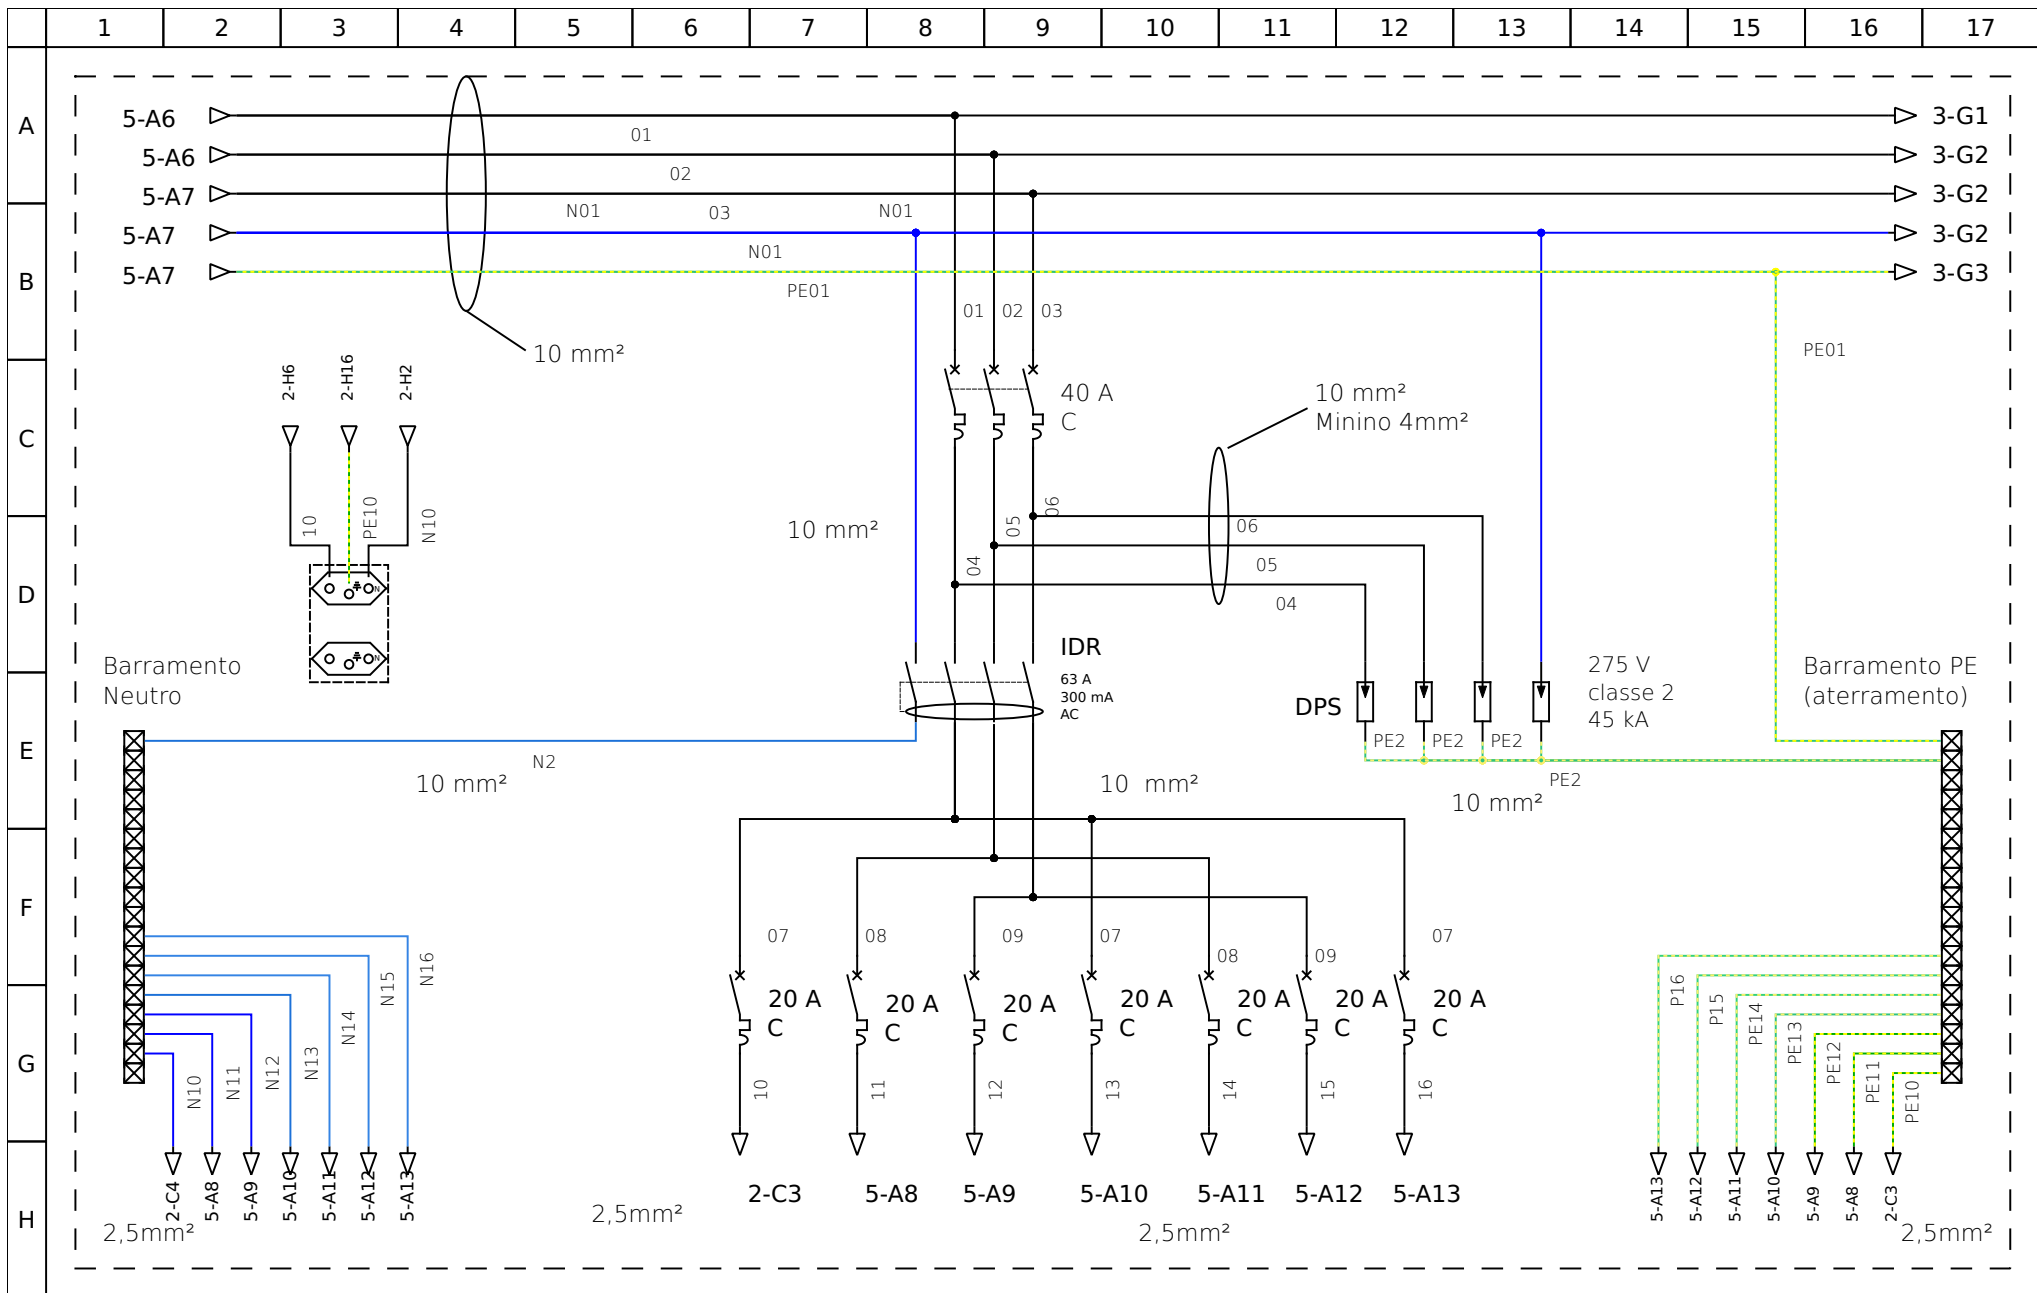 1 2 3 4 5 6 7 8 9 10 11 12 13 14 15 16 17
A
5-A6
01
3-G1
5-A6
02
3-G2
5-A7
N01
03
N01
3-G2
5-A7
N01
3-G2
B
5-A7
PE01
3-G3
01
02
03
10 mm²
PE01
2-H6
2-H16
2-H2
C
40 A
C
10 mm²
Minino 4mm²
10
PE10
N10
10 mm²
04
05
06
06
05
04
D
N
N
IDR
63 A
300 mA
AC
Barramento
Neutro
DPS
275 V
classe 2
45 kA
Barramento PE
(aterramento)
E
N2
10 mm²
10 mm²
PE2
PE2
PE2
PE2
10 mm²
F
07
08
09
07
08
09
07
N16
N15
N14
N13
N12
N11
N10
G
20 A
C
20 A
C
20 A
C
20 A
C
20 A
C
20 A
C
20 A
C
10
11
12
13
14
15
16
P16
P15
PE14
PE13
PE12
PE11
PE10
H
2-C4
5-A8
5-A9
5-A10
5-A11
5-A12
5-A13
2,5mm²
2-C3
5-A8
5-A9
5-A10
5-A11
5-A12
5-A13
2,5mm²
2,5mm²
5-A13
5-A12
5-A11
5-A10
5-A9
5-A8
2-C3
2,5mm²